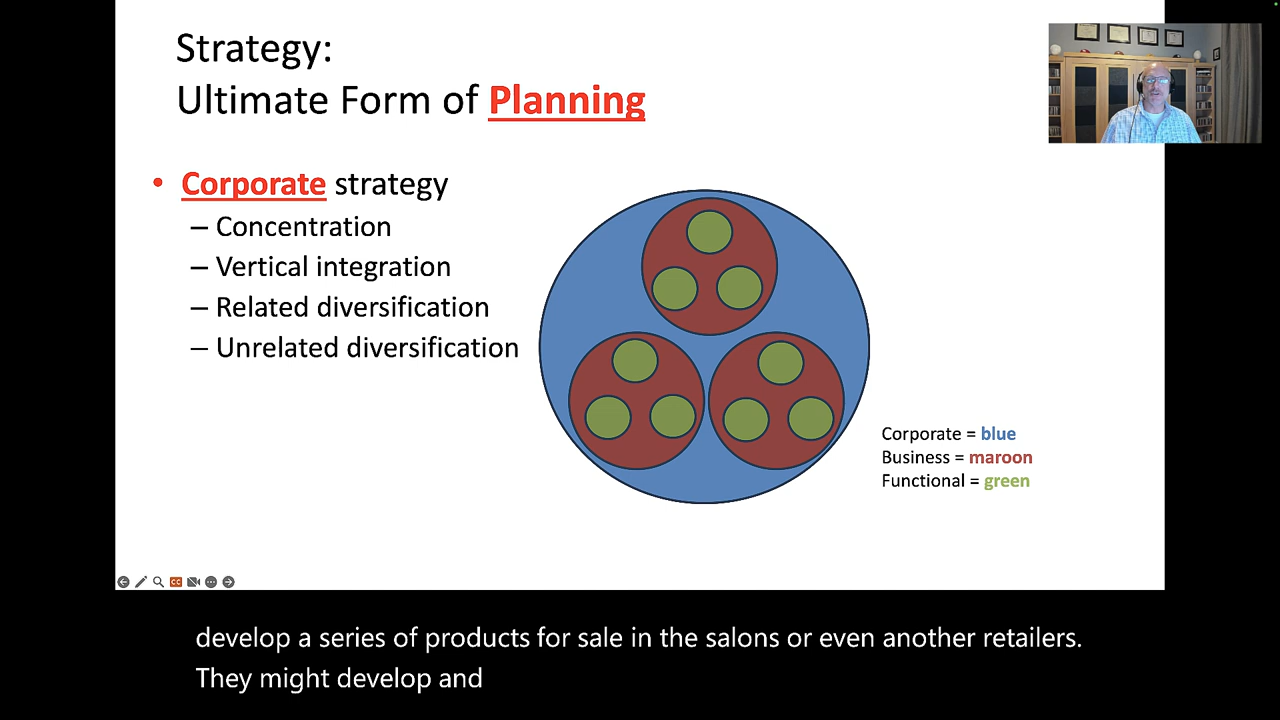 Strategy:
Ultimate Form of Planning
• Corporate strategy
– Concentration
– Vertical integration
– Related diversification
– Unrelated diversification
Corporate = blue
Business = maroon
Functional = green
CC
develop a series of products for sale in the salons or even another retailers.
They might develop and